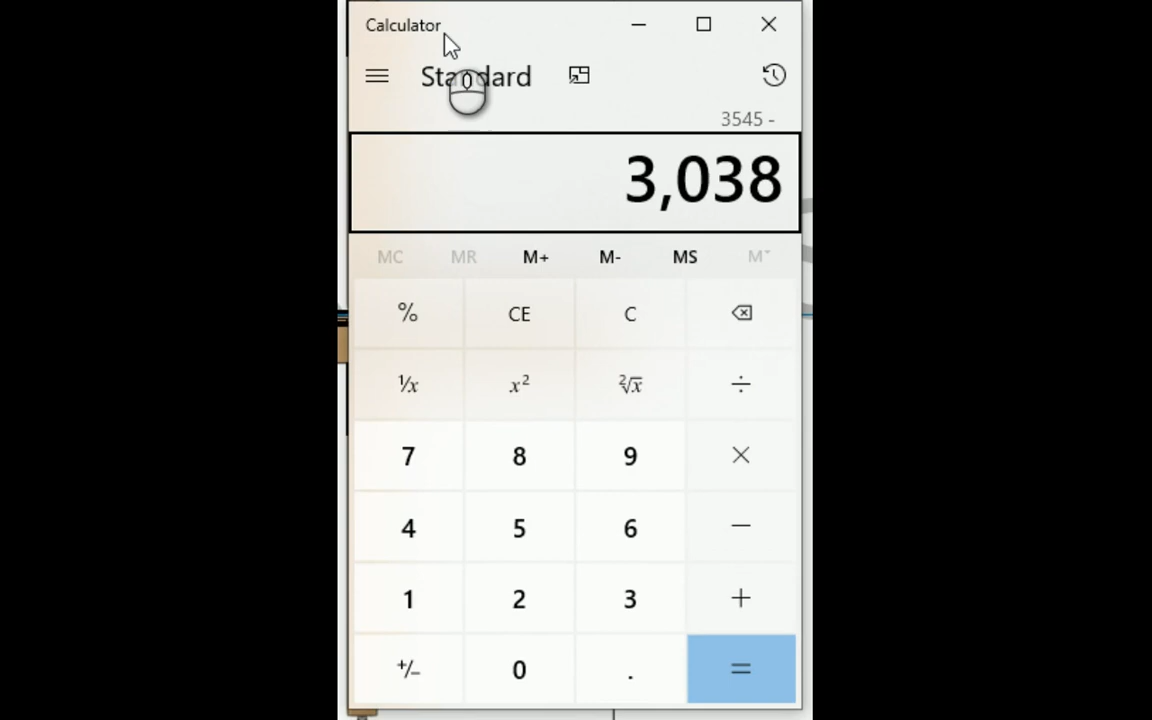 Calculator
Standard
3545 -
3,038
MC MR M+ M- MS M˅
% CE C
⅟x x² ²√x ÷
7 8 9 ×
4 5 6 −
1 2 3 +
+/− 0 . =